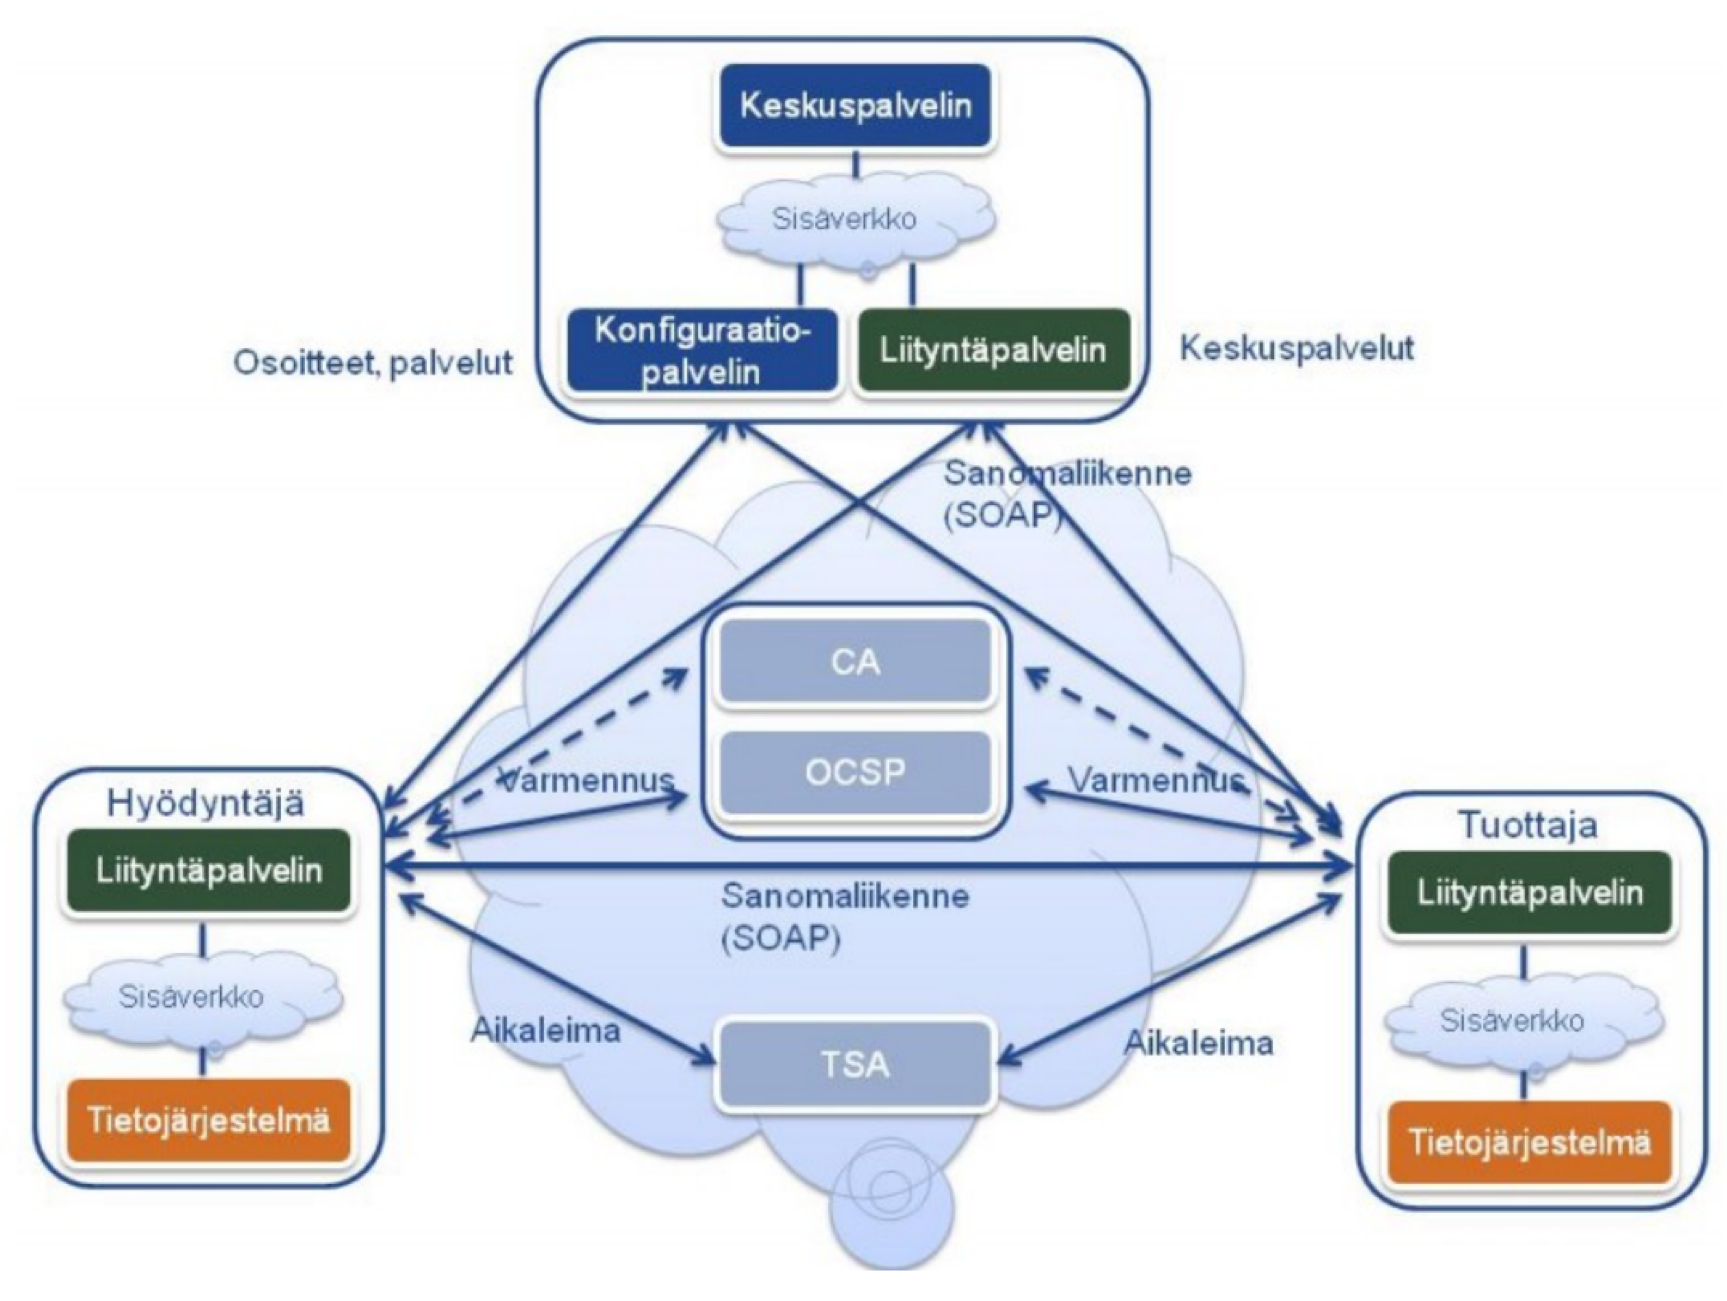 Keskuspalvelin
Sisäverkko
Konfiguraatio-
palvelin
Liityntäpalvelin
Osoitteet, palvelut
Keskuspalvelut
Sanomaliikenne
(SOAP)
CA
OCSP
Varmennus
Varmennus
Hyödyntäjä
Liityntäpalvelin
Sisäverkko
Tietojärjestelmä
Sanomaliikenne
(SOAP)
Aikaleima
TSA
Aikaleima
Tuottaja
Liityntäpalvelin
Sisäverkko
Tietojärjestelmä